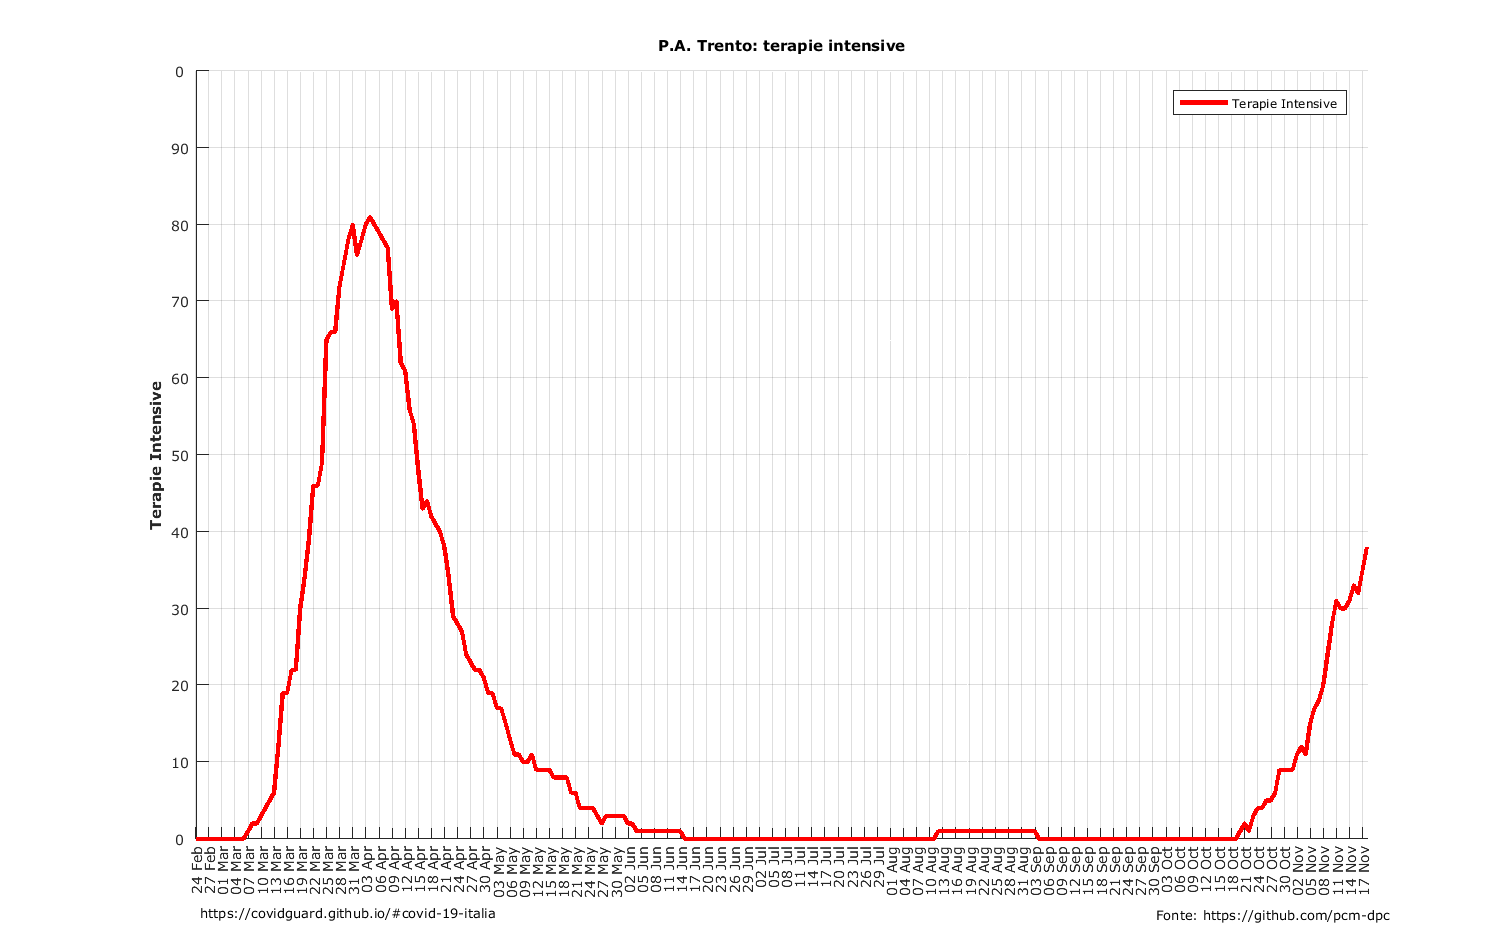 P.A. Trento: terapie intensive
Terapie Intensive
Terapie Intensive
0
90
80
70
60
50
40
30
20
10
0
24 Feb
27 Feb
01 Mar
04 Mar
07 Mar
10 Mar
13 Mar
16 Mar
19 Mar
22 Mar
25 Mar
28 Mar
31 Mar
03 Apr
06 Apr
09 Apr
12 Apr
15 Apr
18 Apr
21 Apr
24 Apr
27 Apr
30 Apr
03 May
06 May
09 May
12 May
15 May
18 May
21 May
24 May
27 May
30 May
02 Jun
05 Jun
08 Jun
11 Jun
14 Jun
17 Jun
20 Jun
23 Jun
26 Jun
29 Jun
02 Jul
05 Jul
08 Jul
11 Jul
14 Jul
17 Jul
20 Jul
23 Jul
26 Jul
29 Jul
01 Aug
04 Aug
07 Aug
10 Aug
13 Aug
16 Aug
19 Aug
22 Aug
25 Aug
28 Aug
31 Aug
03 Sep
06 Sep
09 Sep
12 Sep
15 Sep
18 Sep
21 Sep
24 Sep
27 Sep
30 Sep
03 Oct
06 Oct
09 Oct
12 Oct
15 Oct
18 Oct
21 Oct
24 Oct
27 Oct
30 Oct
02 Nov
05 Nov
08 Nov
11 Nov
14 Nov
17 Nov
https://covidguard.github.io/#covid-19-italia
Fonte: https://github.com/pcm-dpc